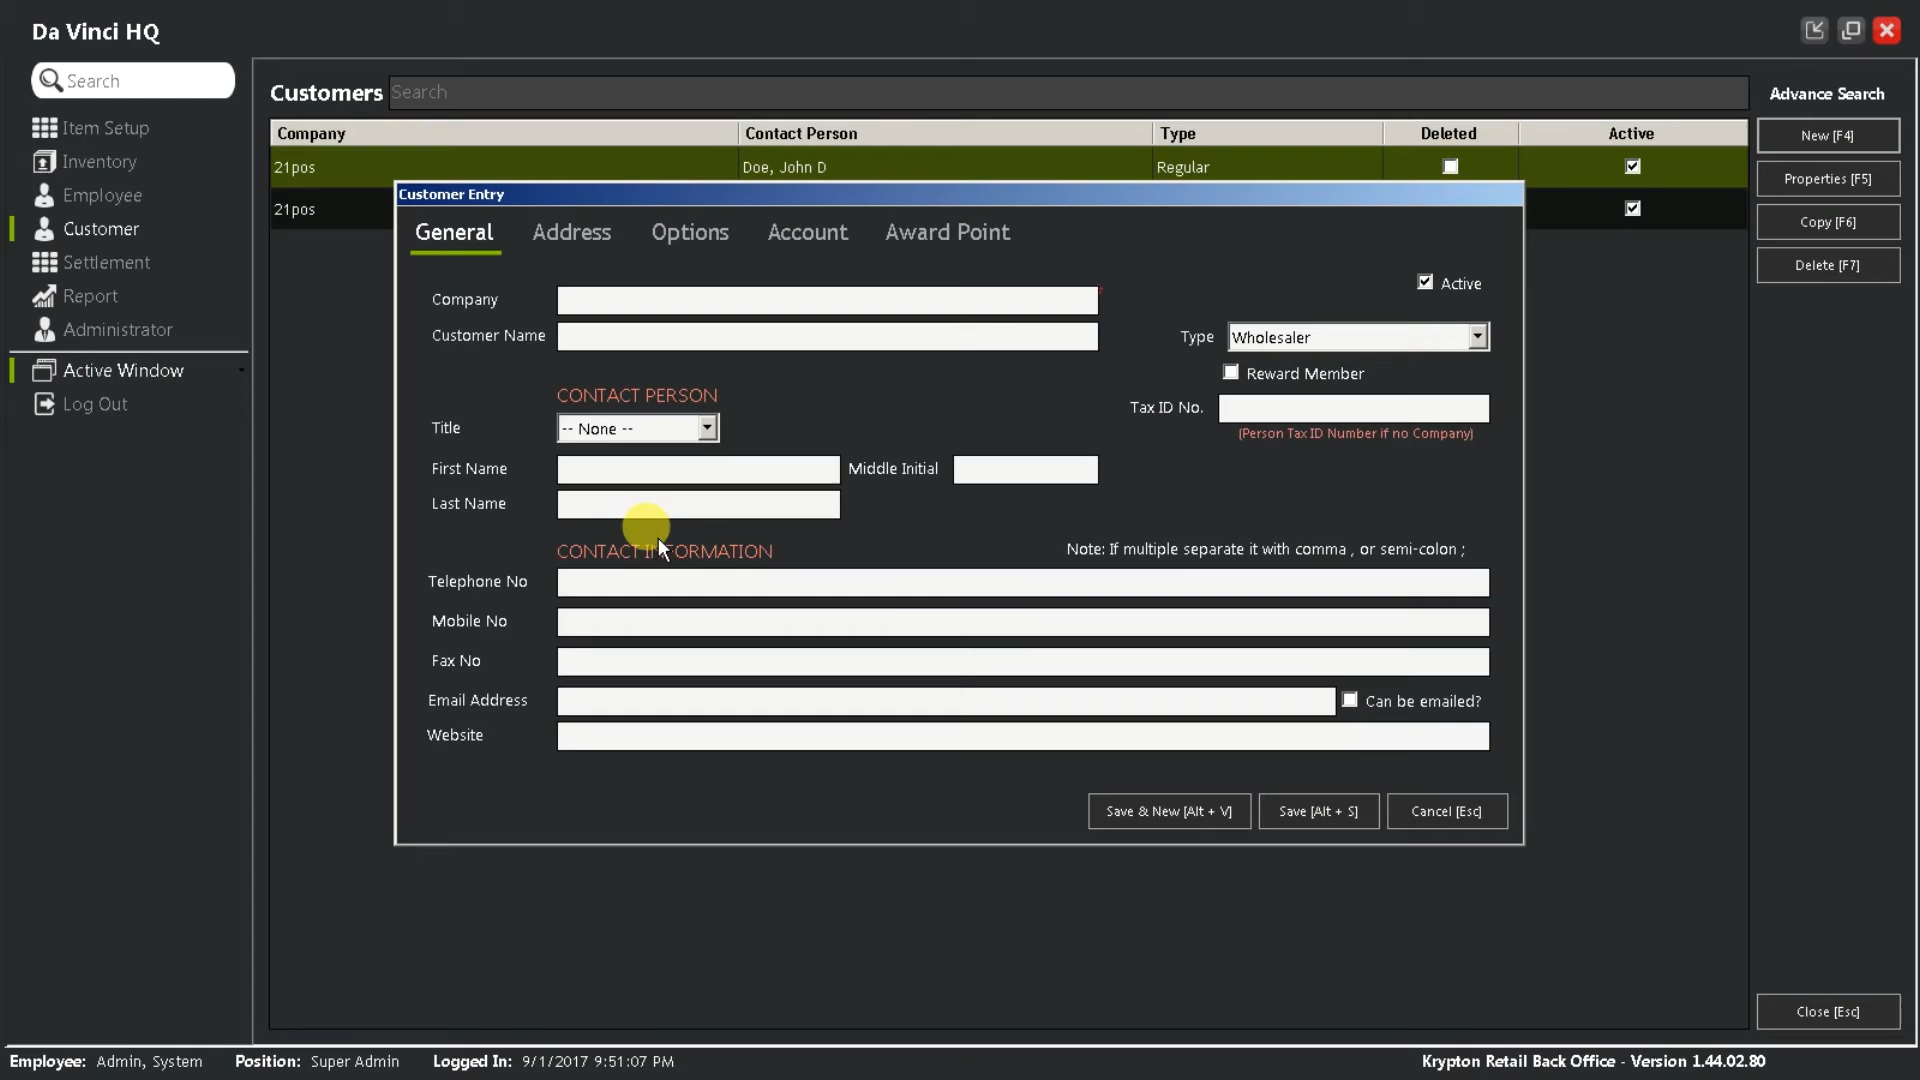 Da Vinci HQ
Search
Item Setup
Inventory
Employee
Customer
Settlement
Report
Administrator
Active Window
Log Out
Customers Search
Company Contact Person Type Deleted Active
21pos Doe, John D Regular
21pos
Advance Search
New [F4]
Properties [F5]
Copy [F6]
Delete [F7]
Customer Entry
General Address Options Account Award Point
Active
Company *
Customer Name
Type Wholesaler
Reward Member
CONTACT PERSON
Tax ID No.
(Person Tax ID Number if no Company)
Title -- None --
First Name Middle Initial
Last Name
CONTACT INFORMATION Note: If multiple separate it with comma , or semi-colon ;
Telephone No
Mobile No
Fax No
Email Address Can be emailed?
Website
Save & New [Alt + V] Save [Alt + S] Cancel [Esc]
Close [Esc]
Employee: Admin, System Position: Super Admin Logged In: 9/1/2017 9:51:07 PM Krypton Retail Back Office - Version 1.44.02.80